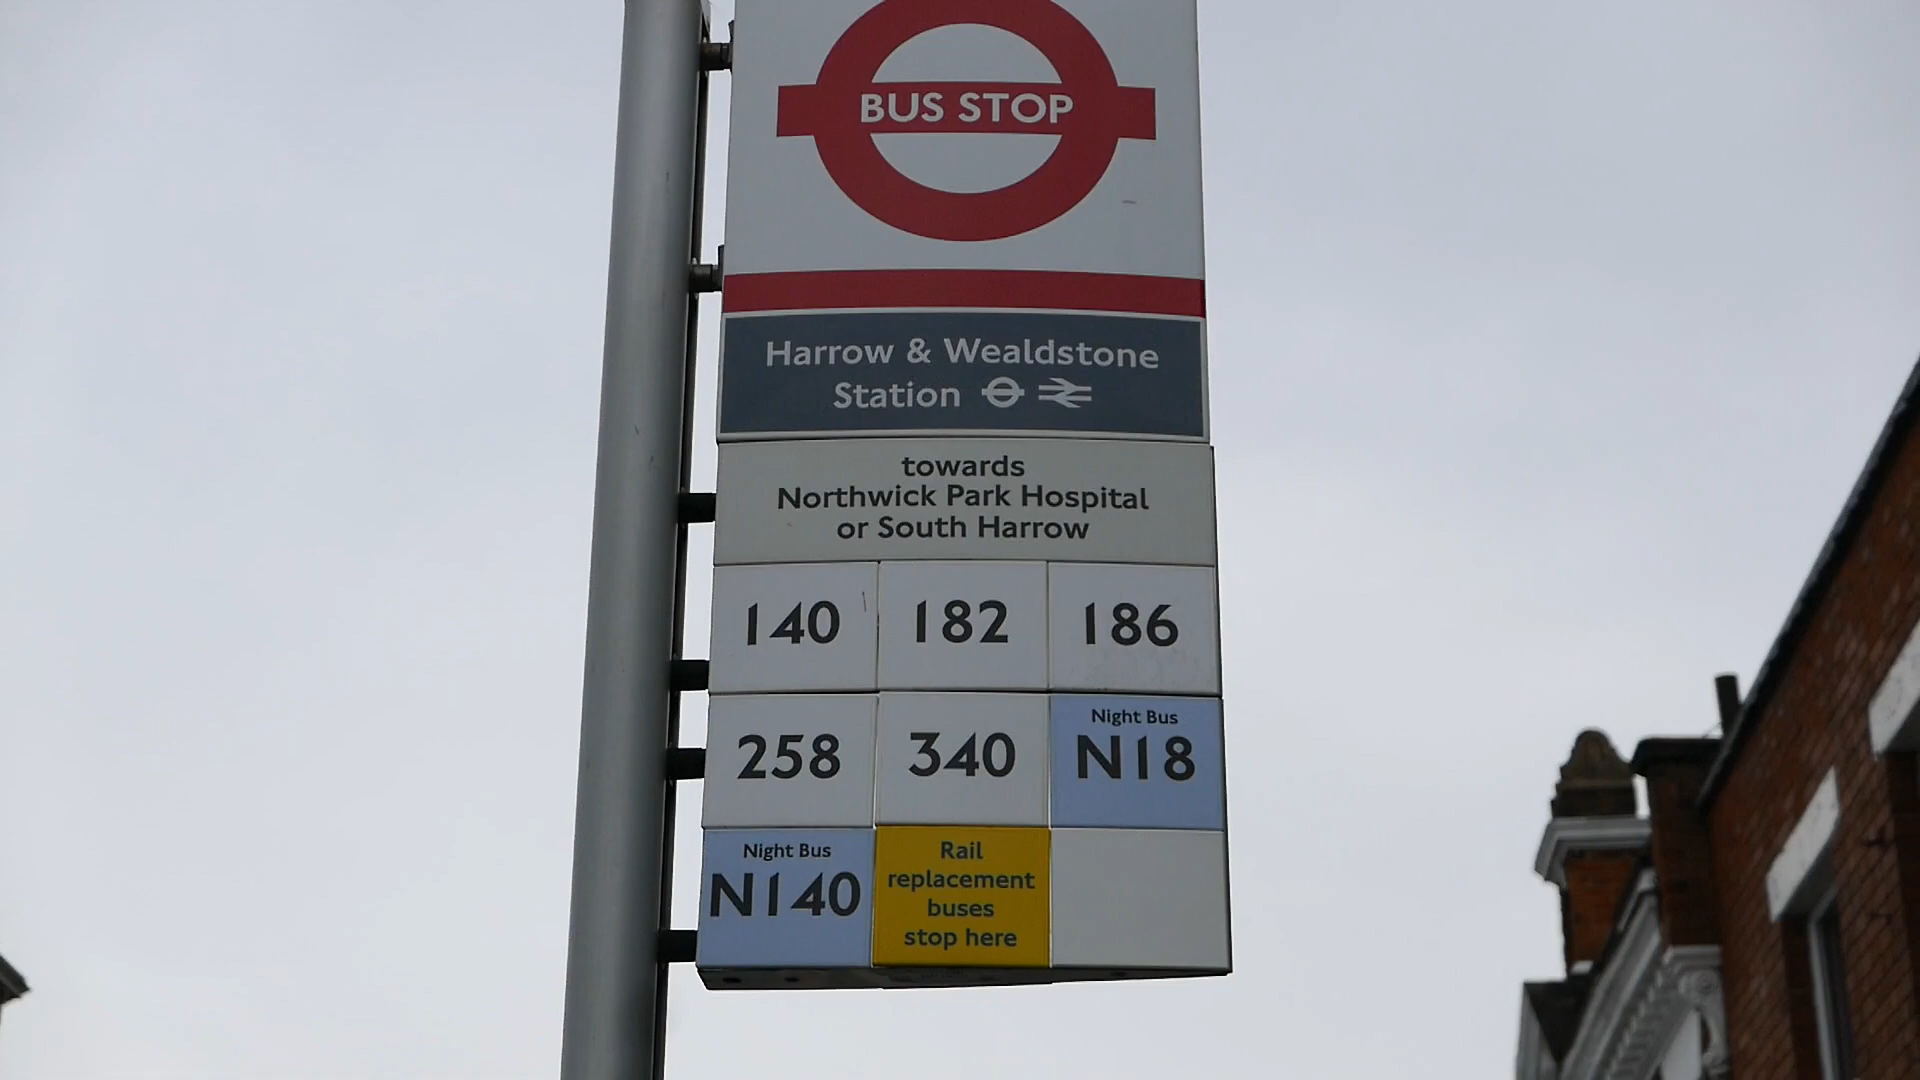 BUS STOP
Harrow & Wealdstone
Station
towards
Northwick Park Hospital
or South Harrow
140 182 186
258 340 Night Bus N18
Night Bus
N140
Rail
replacement
buses
stop here